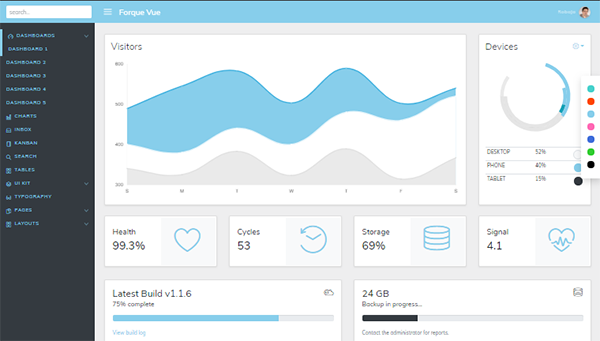 search...
Forque Vue
DASHBOARDS
DASHBOARD 1
DASHBOARD 2
DASHBOARD 3
DASHBOARD 4
DASHBOARD 5
CHARTS
INBOX
KANBAN
SEARCH
TABLES
UI KIT
TYPOGRAPHY
PAGES
LAYOUTS
Visitors
600
500
400
300
S M T W T F S
Devices
DESKTOP 52%
PHONE 40%
TABLET 15%
Health
99.3%
Cycles
53
Storage
69%
Signal
4.1
Latest Build v1.1.6
75% complete
View build log
24 GB
Backup in progress...
Contact the administrator for reports.